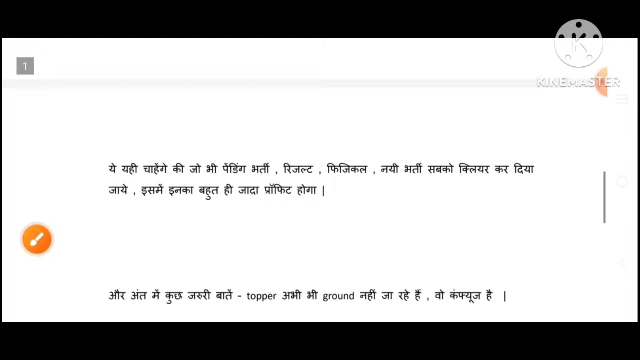 K
KINEMASTER
1
ये यही चाहेंगे की जो भी पेंडिंग भर्ती , रिजल्ट , फिजिकल , नयी भर्ती सबको क्लियर कर दिया
जाये , इसमें इनका बहुत ही जादा प्रॉफिट होगा |
और अंत में कुछ जरुरी बातें - topper अभी भी ground नहीं जा रहे हैं , वो कंफ्यूज है |